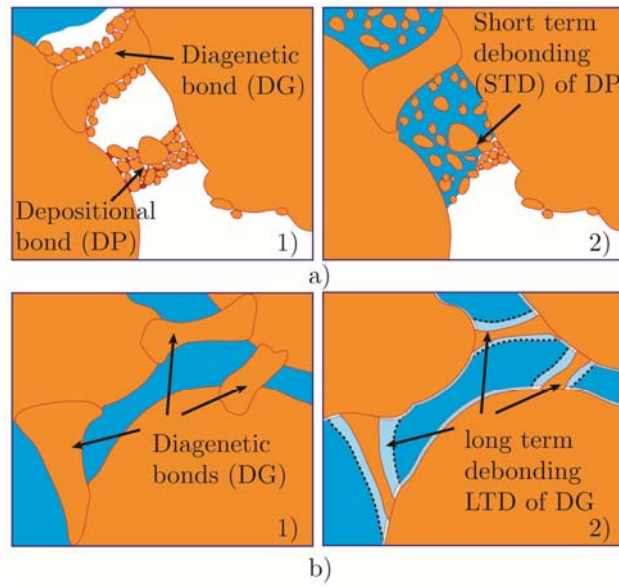 Diagenetic
bond (DG)
Depositional
bond (DP)
1)
Short term
debonding
(STD) of DP
2)
a)
Diagenetic
bonds (DG)
1)
long term
debonding
LTD of DG
2)
b)